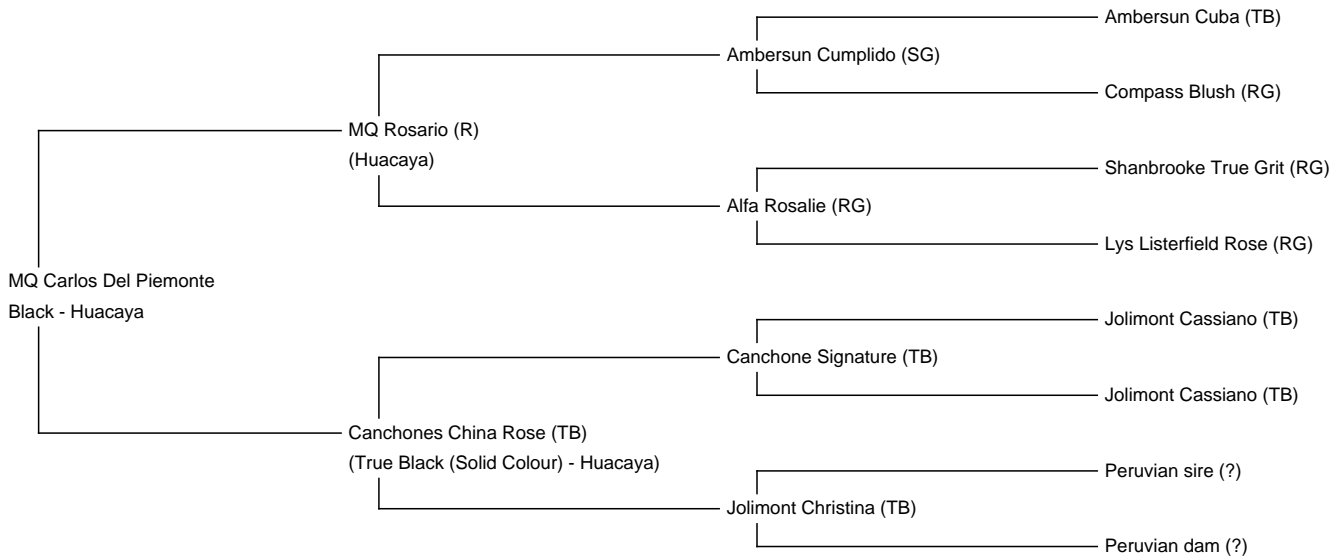 Ambersun Cuba (TB)
Ambersun Cumplido (SG)
Compass Blush (RG)
MQ Rosario (R)
(Huacaya)
Shanbrooke True Grit (RG)
Alfa Rosalie (RG)
Lys Listerfield Rose (RG)
MQ Carlos Del Piemonte
Black - Huacaya
Jolimont Cassiano (TB)
Canchone Signature (TB)
Jolimont Cassiano (TB)
Canchones China Rose (TB)
(True Black (Solid Colour) - Huacaya)
Peruvian sire (?)
Jolimont Christina (TB)
Peruvian dam (?)